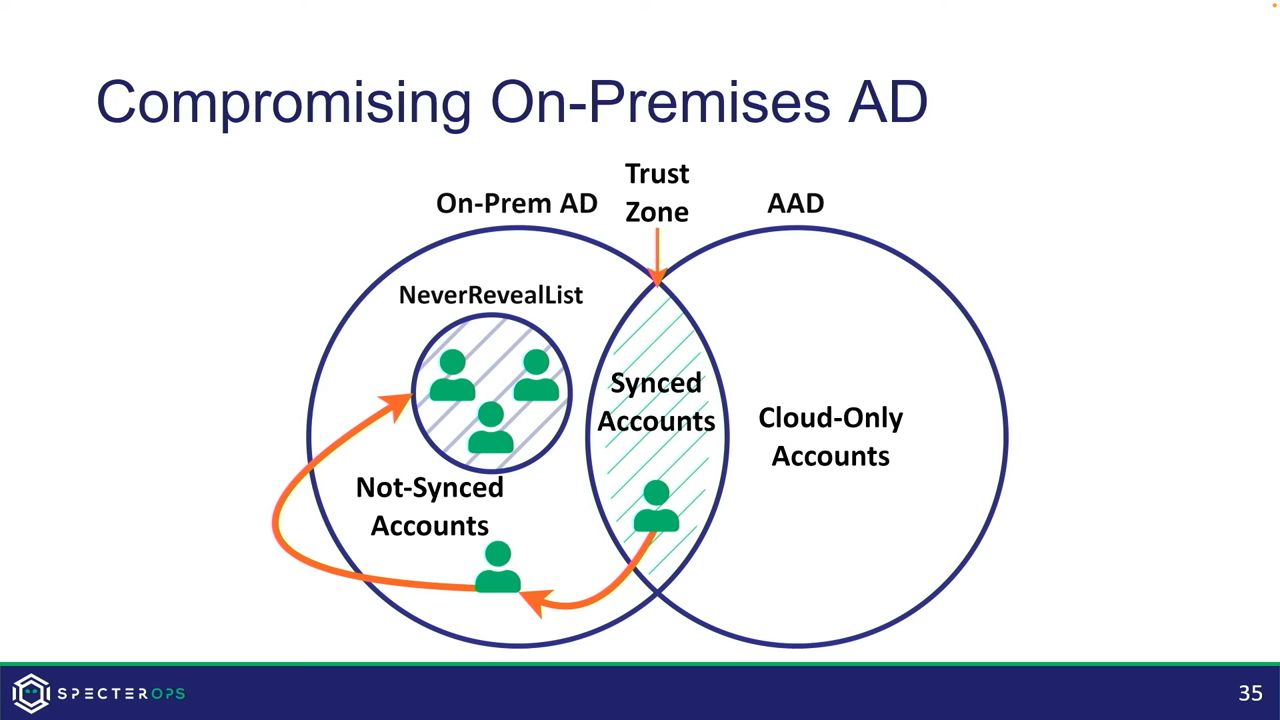 Compromising On-Premises AD
Trust
Zone
On-Prem AD
AAD
NeverRevealList
Synced
Accounts
Cloud-Only
Accounts
Not-Synced
Accounts
SPECTEROPS
35